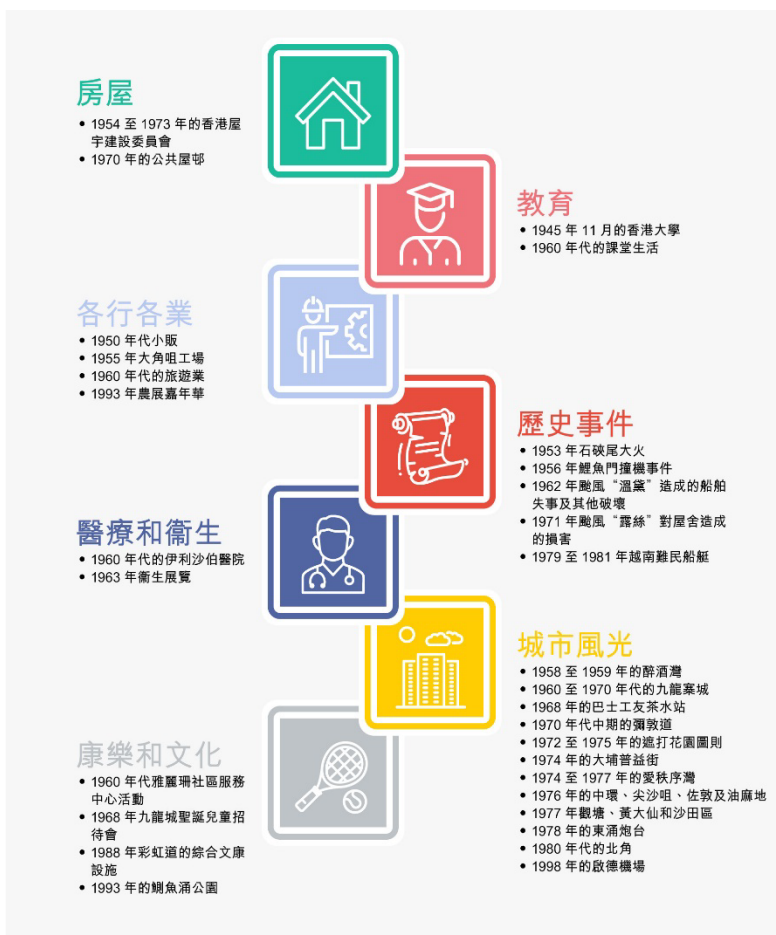 房屋
• 1954 至 1973 年的香港屋
宇建設委員會
• 1970 年的公共屋邨
教育
• 1945 年 11 月的香港大學
• 1960 年代的課堂生活
各行各業
• 1950 年代小販
• 1955 年大角咀工場
• 1960 年代的旅遊業
• 1993 年農展嘉年華
歷史事件
• 1953 年石硤尾大火
• 1956 年鯉魚門撞機事件
• 1962 年颱風“溫黛”造成的船舶
失事及其他破壞
• 1971 年颱風“露絲”對屋舍造成
的損害
• 1979 至 1981 年越南難民船艇
醫療和衞生
• 1960 年代的伊利沙伯醫院
• 1963 年衞生展覽
城市風光
• 1958 至 1959 年的醉酒灣
• 1960 至 1970 年代的九龍寨城
• 1968 年的巴士工友茶水站
• 1970 年代中期的彌敦道
• 1972 至 1975 年的遮打花園圖則
• 1974 年的大埔普益街
• 1974 至 1977 年的愛秩序灣
• 1976 年的中環、尖沙咀、佐敦及油麻地
• 1977 年觀塘、黃大仙和沙田區
• 1978 年的東涌炮台
• 1980 年代的北角
• 1998 年的啟德機場
康樂和文化
• 1960 年代雅麗珊社區服務
中心活動
• 1968 年九龍城聖誕兒童招
待會
• 1988 年彩虹道的綜合文康
設施
• 1993 年的鰂魚涌公園